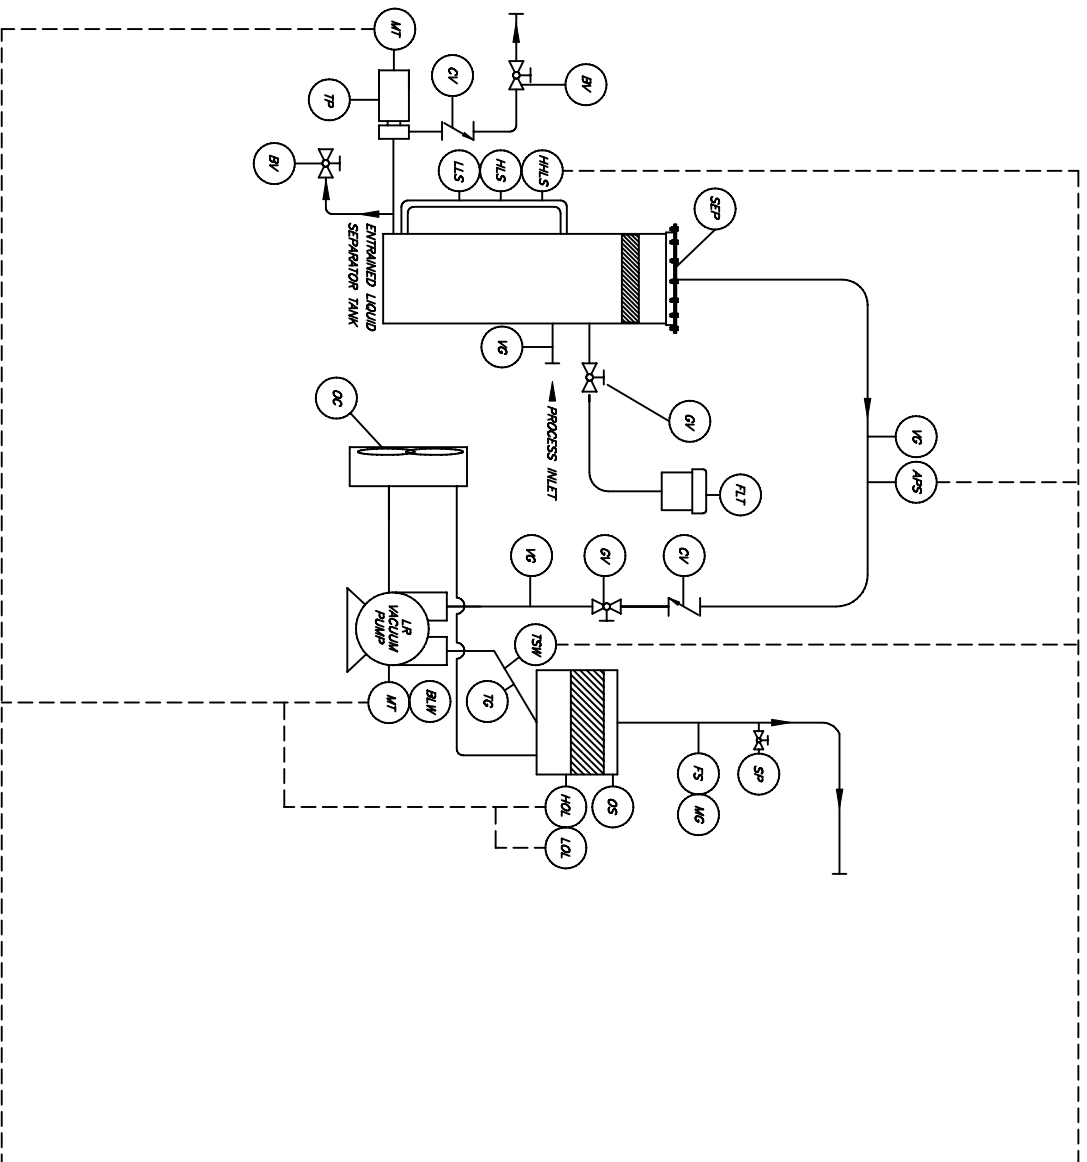 MT
CV
BV
TP
BV
LLS
HLS
HHLS
SEP
ENTRAINED LIQUID
SEPARATOR TANK
VG
PROCESS INLET
GV
FLT
OC
VG
APS
VG
GV
CV
LR
VACUUM
PUMP
TSW
TG
MT
BLW
HOL
LOL
OS
FS
MG
SP